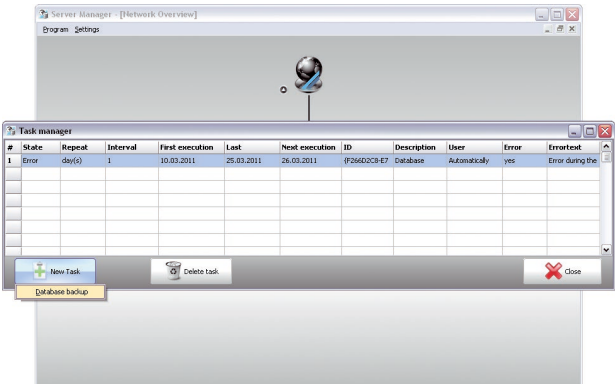 Server Manager - [Network Overview]
Program Settings
Task manager
# State Repeat Interval First execution Last Next execution ID Description User Error Errortext
1 Error day(s) 1 10.03.2011 25.03.2011 26.03.2011 {F266D2C8-E7 Database Automatically yes Error during the
New Task Delete task Close
Database backup